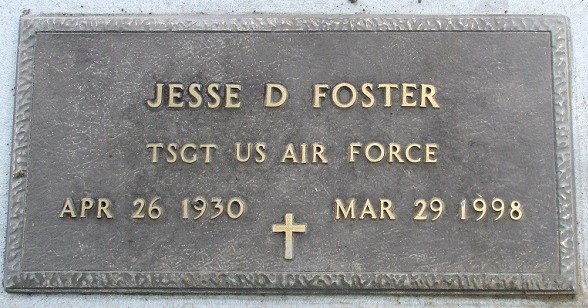 JESSE D FOSTER
TSGT US AIR FORCE
APR 26 1930 MAR 29 1998